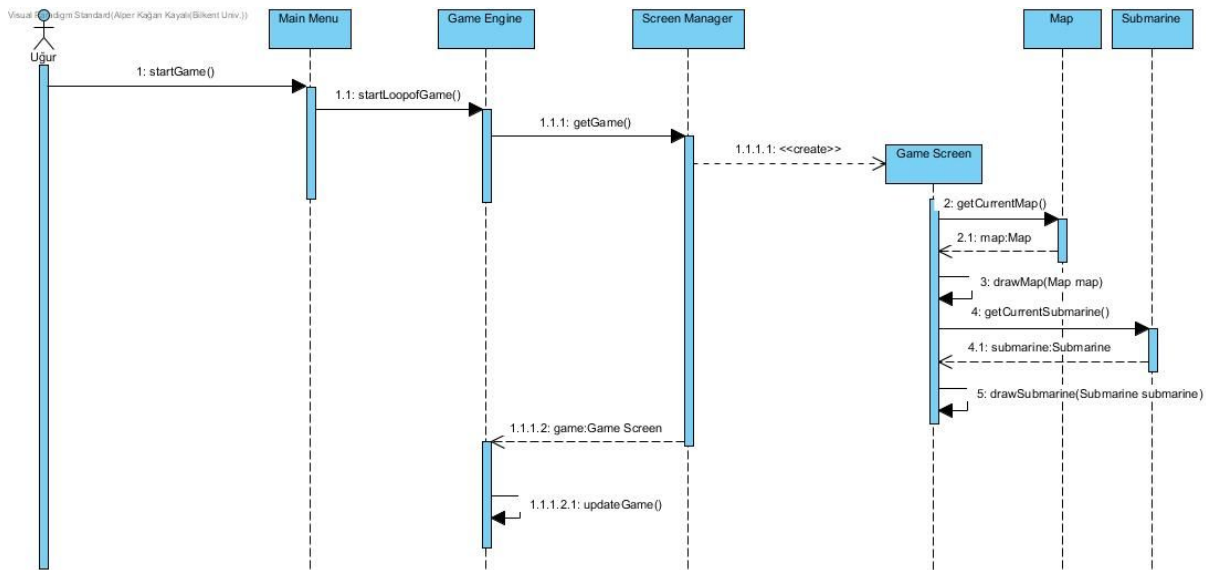 Visual Paradigm Standard(Alper Kağan Kayalı(Bilkent Univ.))
Uğur
Main Menu
Game Engine
Screen Manager
Map
Submarine
1: startGame()
1.1: startLoopofGame()
1.1.1: getGame()
1.1.1.1: <<create>>
Game Screen
2: getCurrentMap()
2.1: map:Map
3: drawMap(Map map)
4: getCurrentSubmarine()
4.1: submarine:Submarine
5: drawSubmarine(Submarine submarine)
1.1.1.2: game:Game Screen
1.1.1.2.1: updateGame()